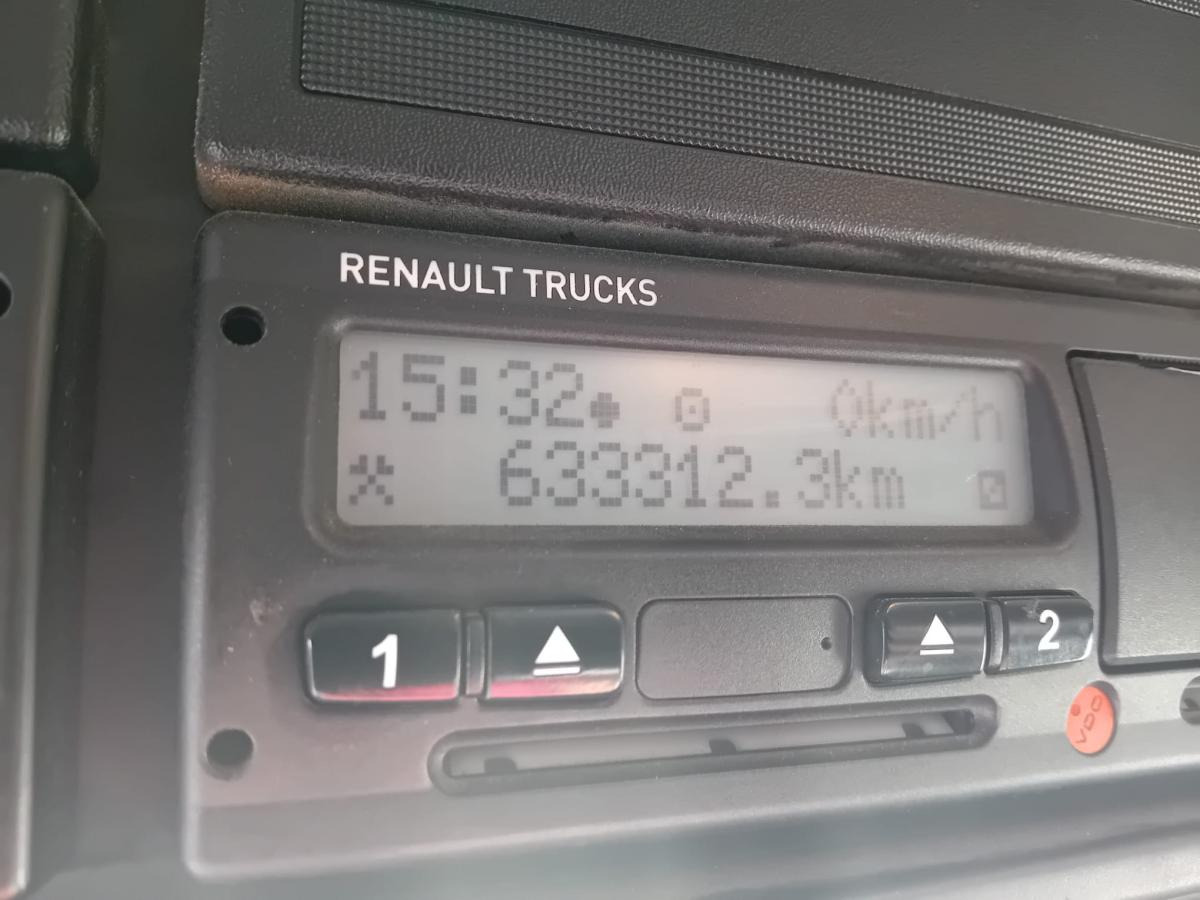 RENAULT TRUCKS
15:32 0km/h
633312.3km
1
2
VDO